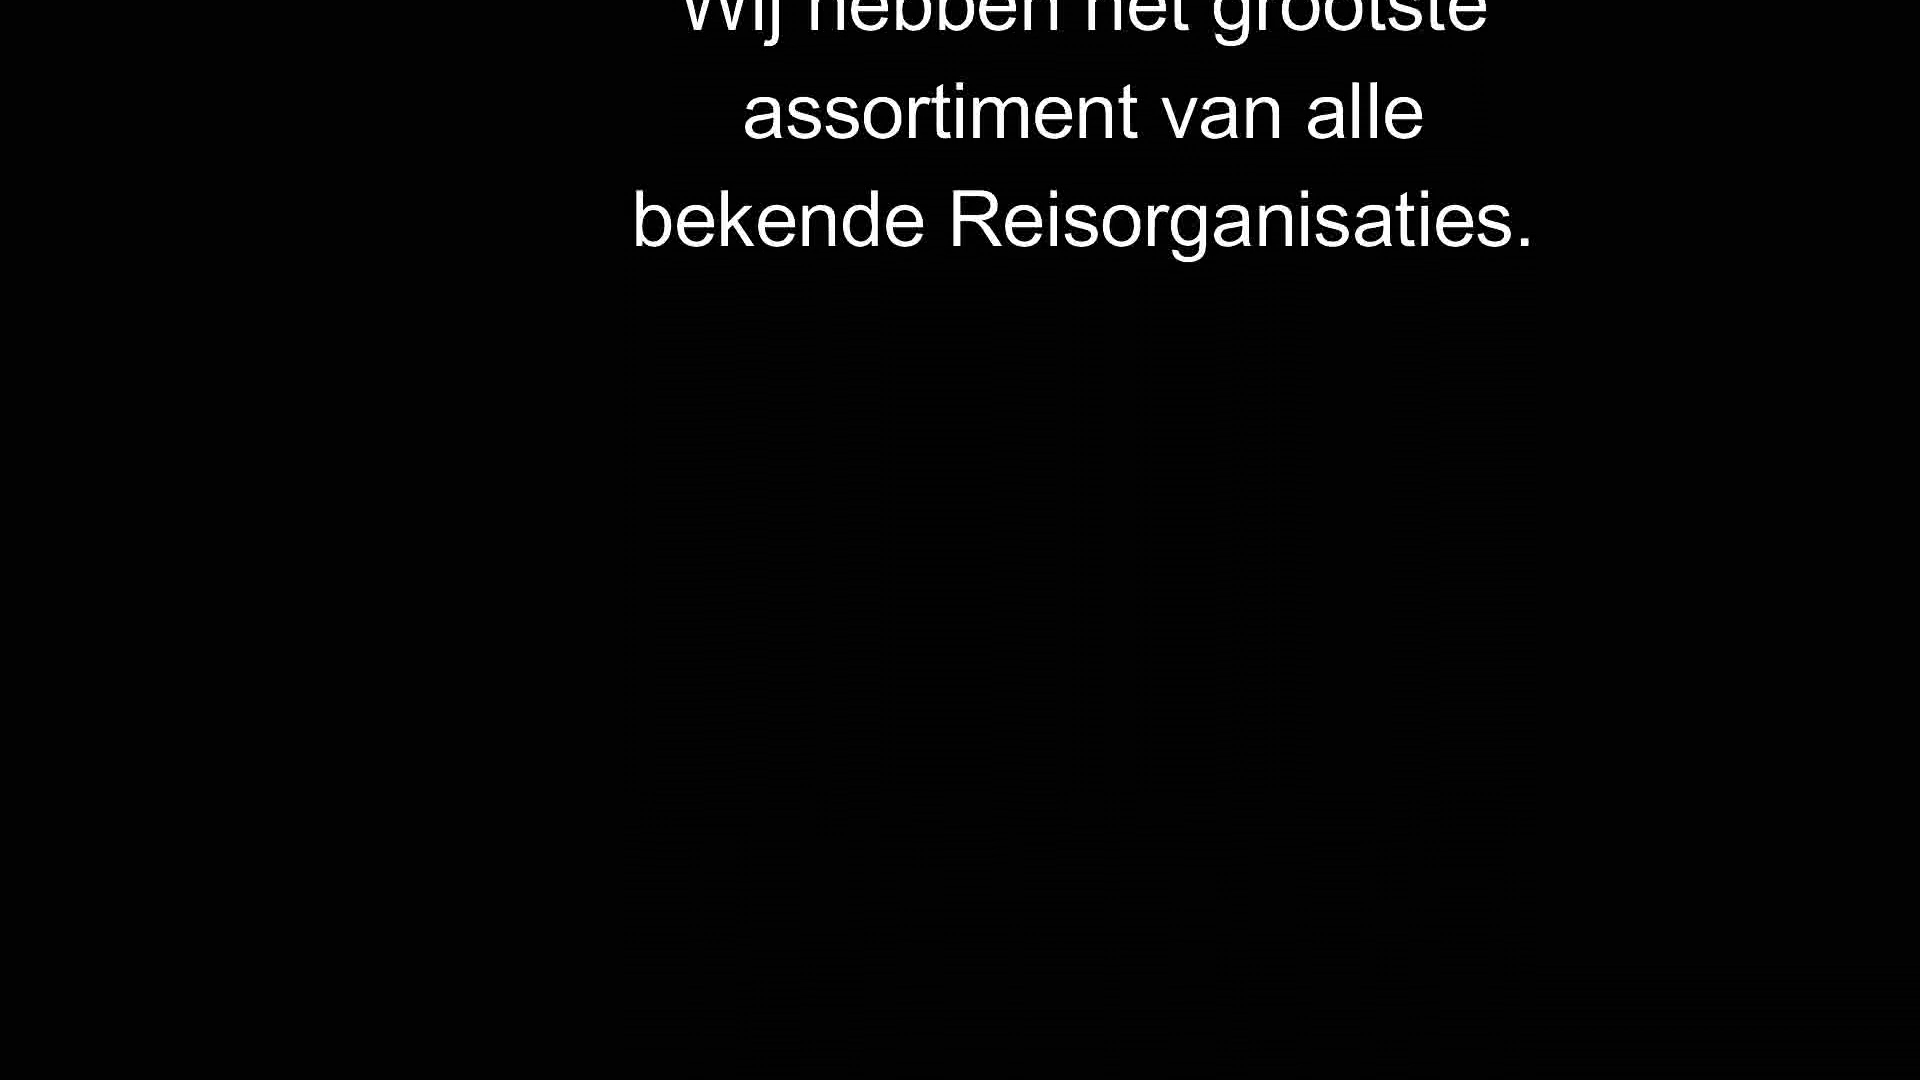 Wij hebben het grootste
assortiment van alle
bekende Reisorganisaties.